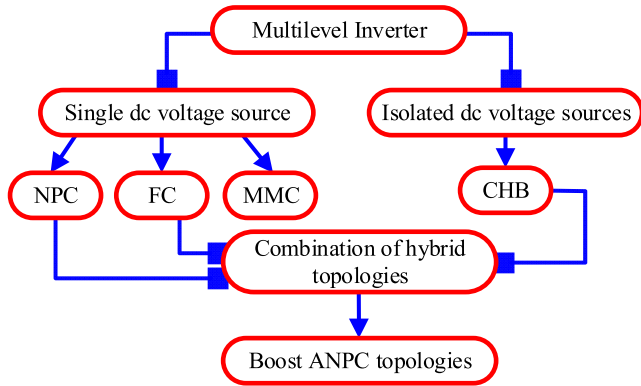 Multilevel Inverter
Single dc voltage source
Isolated dc voltage sources
NPC
FC
MMC
CHB
Combination of hybrid
topologies
Boost ANPC topologies